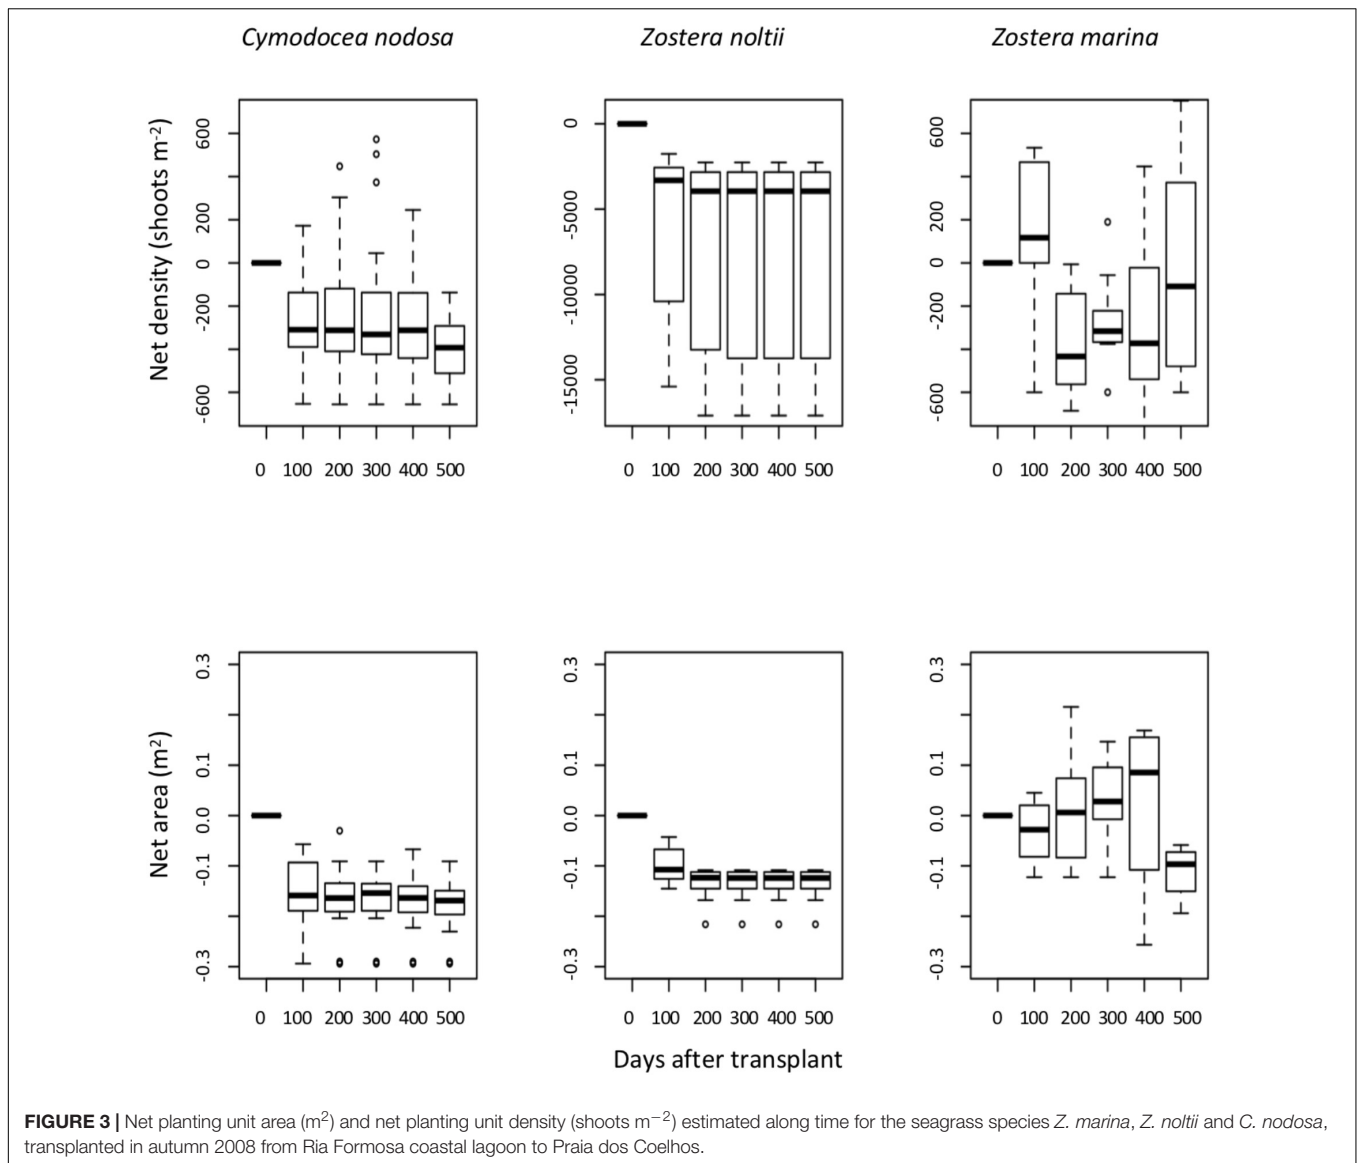 Cymodocea nodosa Zostera noltii Zostera marina
Net density (shoots m-2)
600
200
0
-200
-600
0 100 200 300 400 500
0
-5000
-10000
-15000
0 100 200 300 400 500
600
200
0
-200
-600
0 100 200 300 400 500
Net area (m2)
0.3
0.1
0.0
-0.1
-0.3
0 100 200 300 400 500
0.3
0.1
0.0
-0.1
-0.3
0 100 200 300 400 500
0.3
0.1
0.0
-0.1
-0.3
0 100 200 300 400 500
Days after transplant
FIGURE 3 | Net planting unit area (m²) and net planting unit density (shoots m−2) estimated along time for the seagrass species Z. marina, Z. noltii and C. nodosa,
transplanted in autumn 2008 from Ria Formosa coastal lagoon to Praia dos Coelhos.